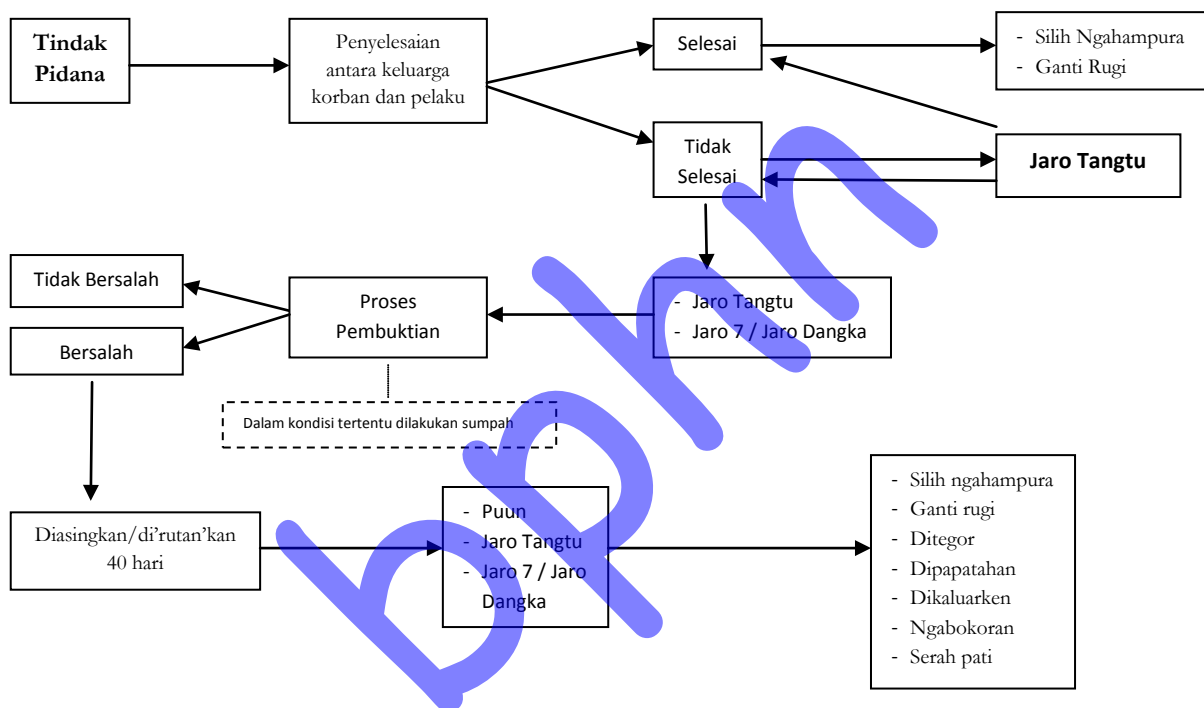 Tindak
Pidana
Penyelesaian
antara keluarga
korban dan pelaku
Selesai
- Silih Ngahampura
- Ganti Rugi
Tidak
Selesai
Jaro Tangtu
Tidak Bersalah
Bersalah
Proses
Pembuktian
- Jaro Tangtu
- Jaro 7 / Jaro Dangka
Dalam kondisi tertentu dilakukan sumpah
Diasingkan/di'rutan'kan
40 hari
- Puun
- Jaro Tangtu
- Jaro 7 / Jaro
Dangka
- Silih ngahampura
- Ganti rugi
- Ditegor
- Dipapatahan
- Dikaluarken
- Ngabokoran
- Serah pati
bphn